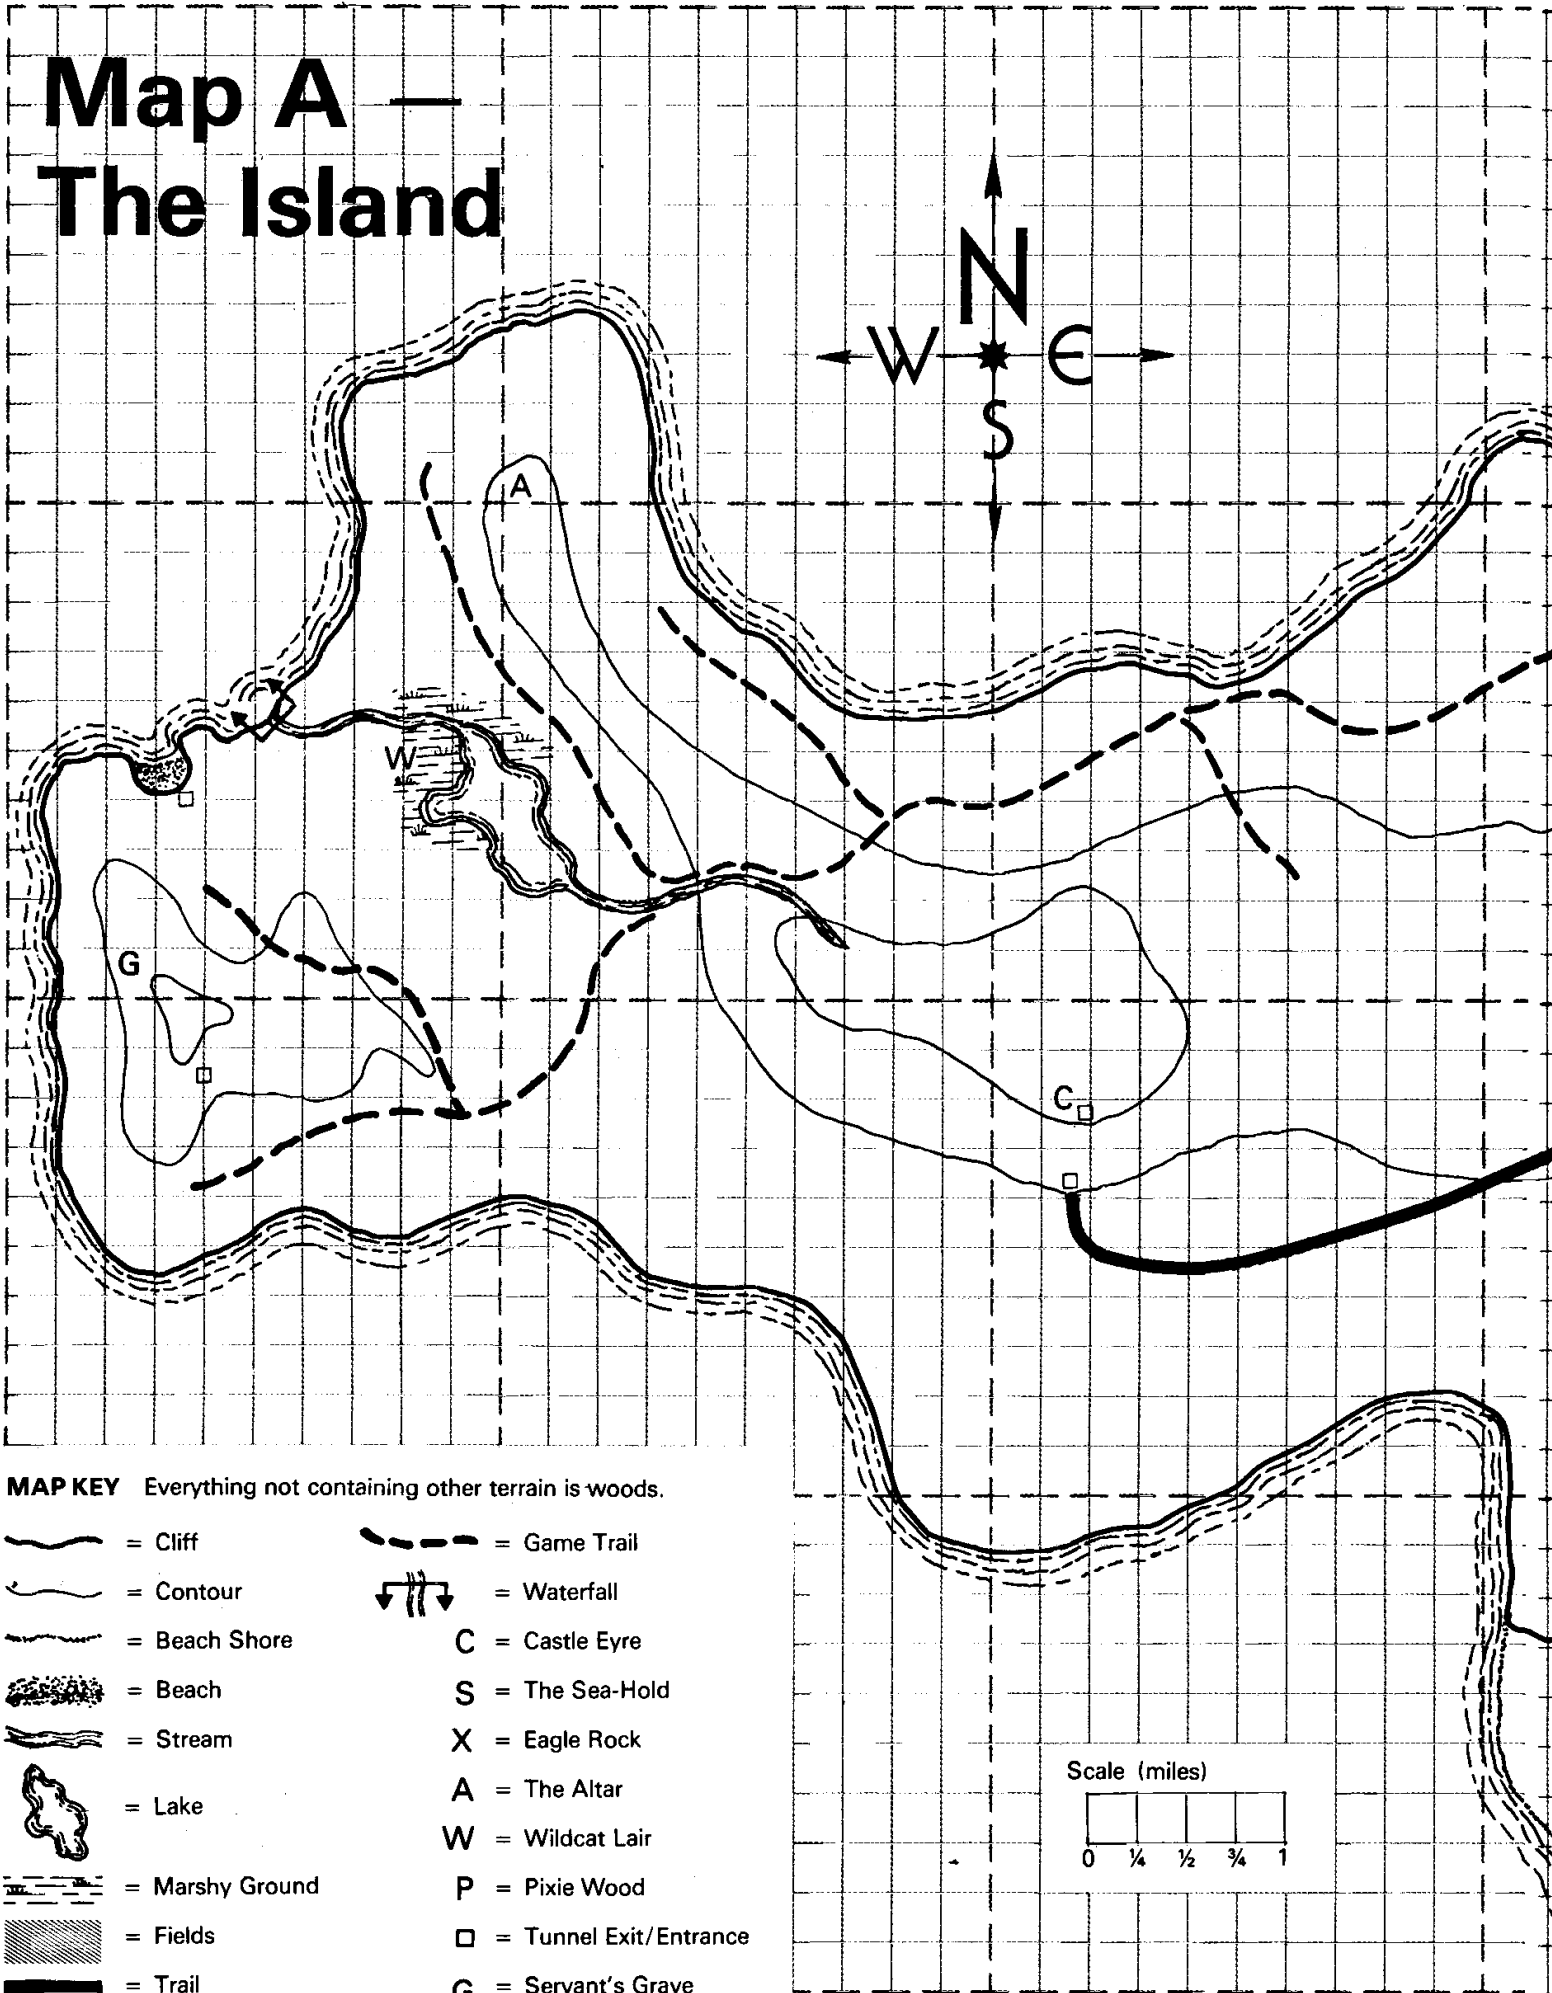 Map A —
The Island
N
W E
S
A
W
G
C
MAP KEY Everything not containing other terrain is woods.
= Cliff
= Contour
= Beach Shore
= Beach
= Stream
= Lake
= Marshy Ground
= Fields
= Trail
= Game Trail
= Waterfall
C = Castle Eyre
S = The Sea-Hold
X = Eagle Rock
A = The Altar
W = Wildcat Lair
P = Pixie Wood
= Tunnel Exit/Entrance
G = Servant's Grave
Scale (miles)
0 ¼ ½ ¾ 1